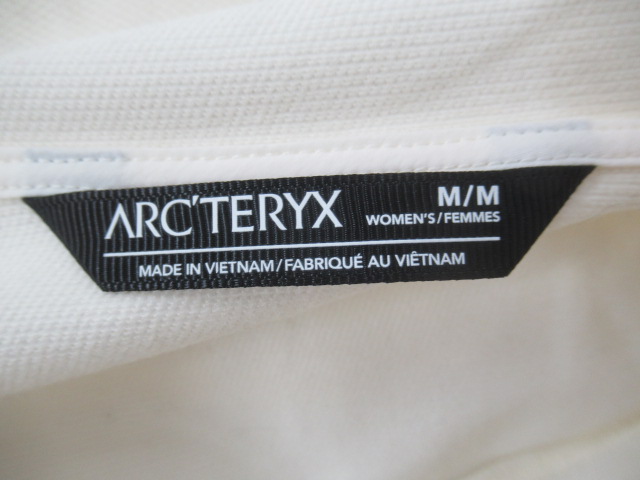 ARC'TERYX
M/M
WOMEN'S/FEMMES
MADE IN VIETNAM/FABRIQUÉ AU VIÊTNAM